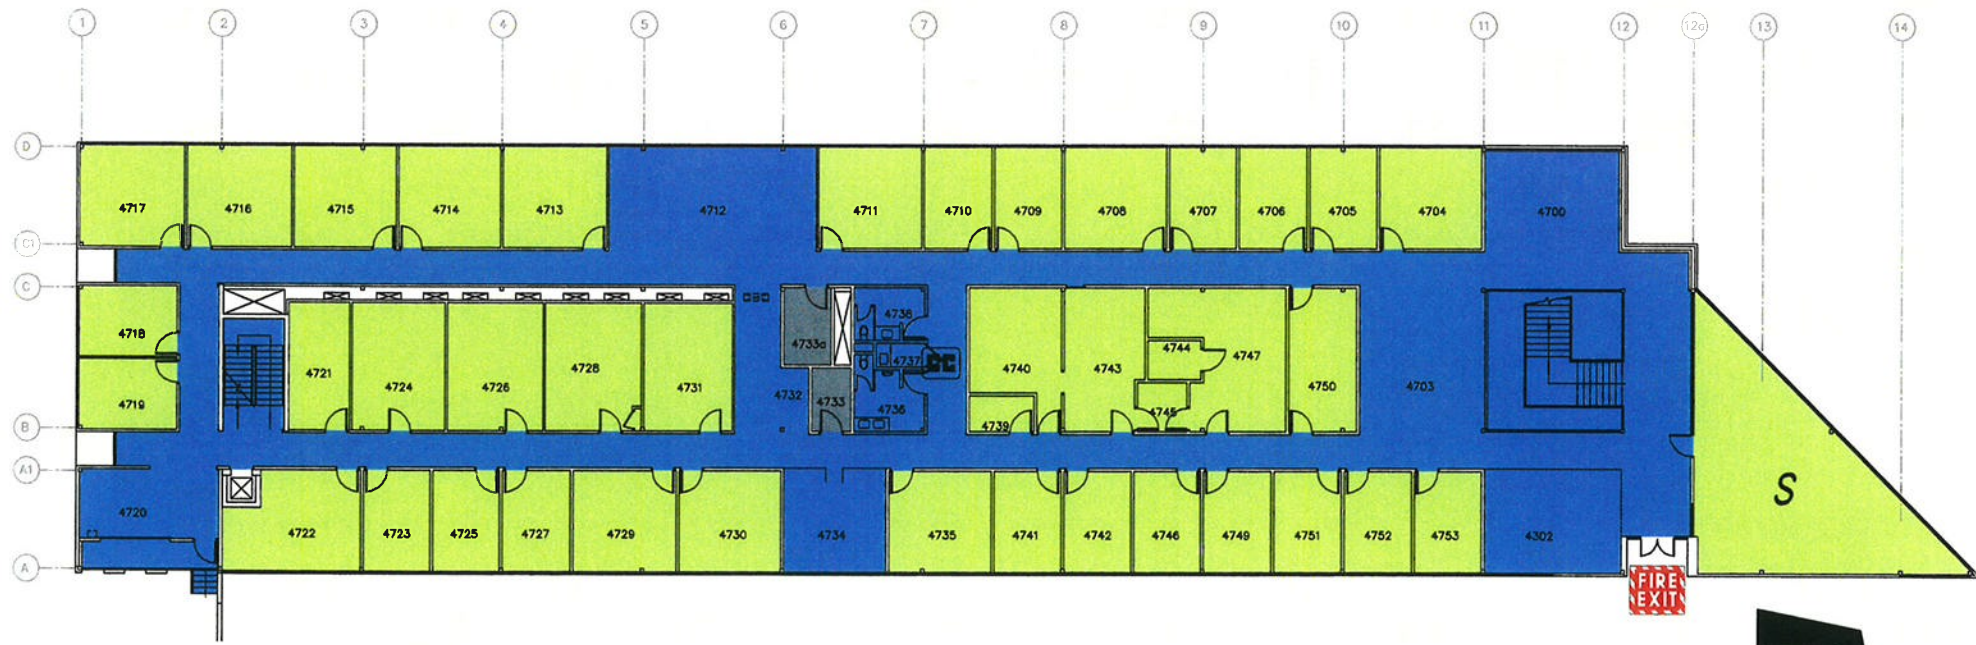 1 2 3 4 5 6 7 8 9 10 11 12 12a 13 14
D
4717 4716 4715 4714 4713 4712 4711 4710 4709 4708 4707 4706 4705 4704 4700
C1
C
4718 4738
4733a 4737 4744 4747
4721 4724 4726 4728 4731 4740 4743 4750 4703
4719 4732 4733 4736 4745
B
4739
A1
S
4720 4722 4723 4725 4727 4729 4730 4734 4735 4741 4742 4746 4749 4751 4752 4753 4302
A
FIRE
EXIT